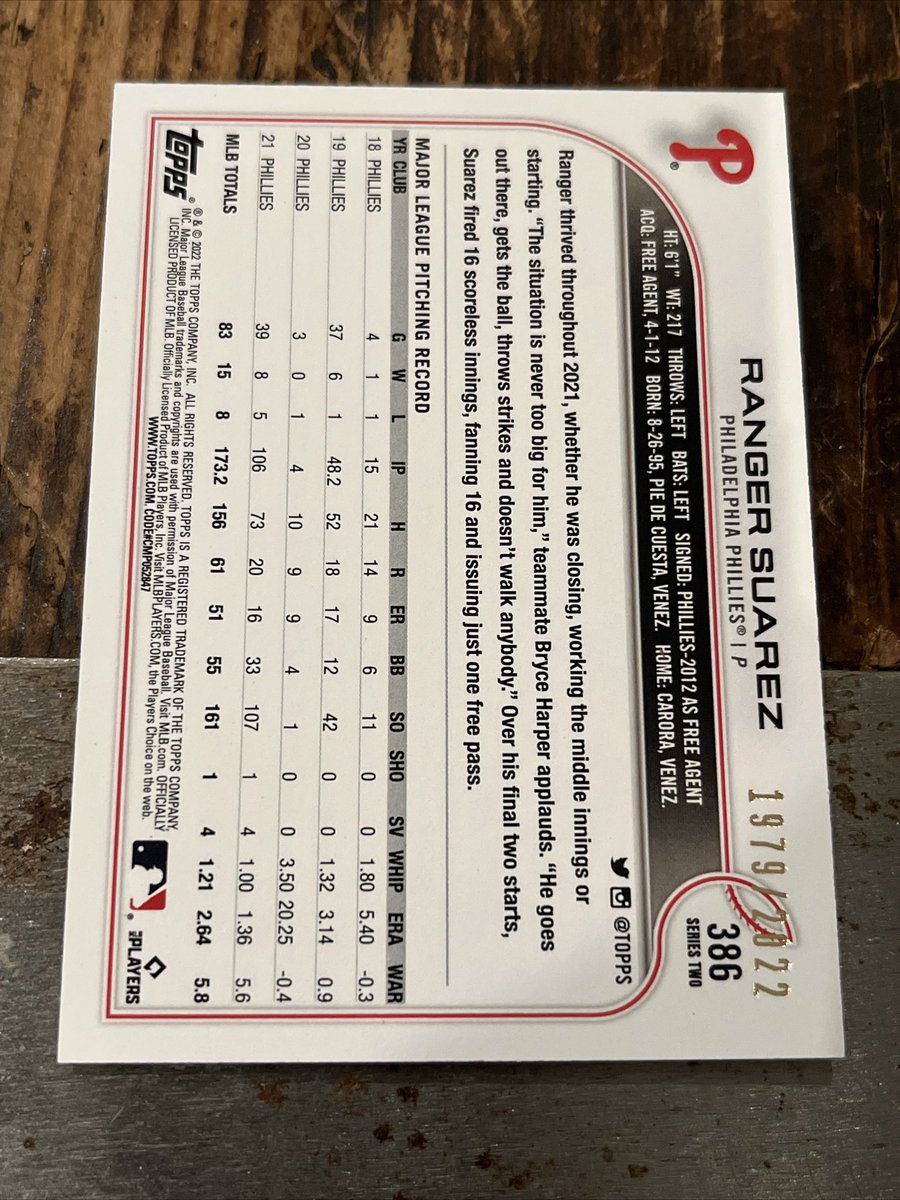 RANGER SUAREZ
PHILADELPHIA PHILLIES® | P
1979/2022
386
SERIES TWO
P®
HT: 6'1" WT: 217 THROWS: LEFT BATS: LEFT SIGNED: PHILLIES-2012 AS FREE AGENT
ACQ: FREE AGENT, 4-1-12 BORN: 8-26-95, PIE DE CUESTA, VENEZ. HOME: CARORA, VENEZ.
@TOPPS
Ranger thrived throughout 2021, whether he was closing, working the middle innings or
starting. "The situation is never too big for him," teammate Bryce Harper applauds. "He goes
out there, gets the ball, throws strikes and doesn't walk anybody." Over his final two starts,
Suarez fired 16 scoreless innings, fanning 16 and issuing just one free pass.
MAJOR LEAGUE PITCHING RECORD
YR CLUB G W L IP H R ER BB SO SHO SV WHIP ERA WAR
18 PHILLIES 4 1 1 15 21 14 9 6 11 0 0 1.80 5.40 -0.3
19 PHILLIES 37 6 1 48.2 52 18 17 12 42 0 0 1.32 3.14 0.9
20 PHILLIES 3 0 1 4 10 9 9 4 1 0 0 3.50 20.25 -0.4
21 PHILLIES 39 8 5 106 73 20 16 33 107 1 4 1.00 1.36 5.6
MLB TOTALS 83 15 8 173.2 156 61 51 55 161 1 4 1.21 2.64 5.8
topps®
® & © 2022 THE TOPPS COMPANY, INC. ALL RIGHTS RESERVED. TOPPS IS A REGISTERED TRADEMARK OF THE TOPPS COMPANY,
INC. Major League Baseball trademarks and copyrights are used with permission of Major League Baseball. Visit MLB.com. OFFICIALLY
LICENSED PRODUCT OF MLB. Officially Licensed Product of MLB Players, Inc. Visit MLBPLAYERS.COM, the Players Choice on the web.
WWW.TOPPS.COM. CODE#CMP052847
MLB PLAYERS